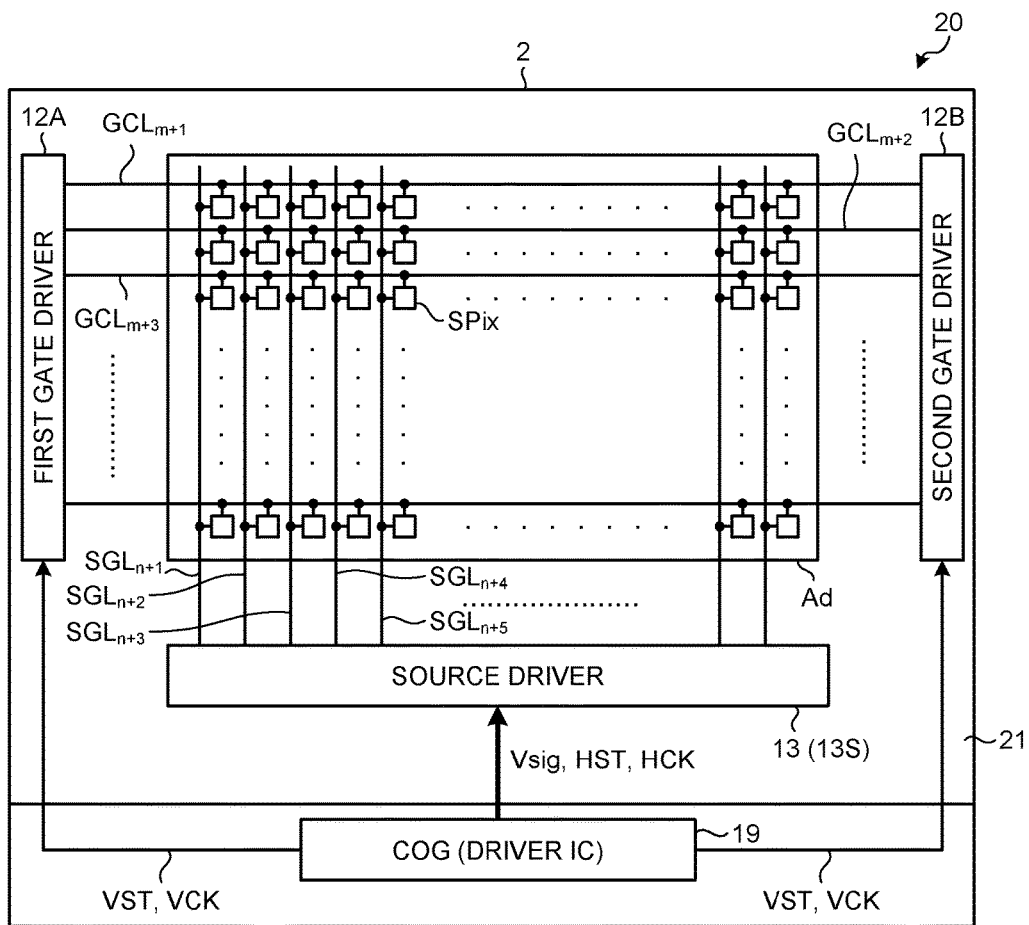 20
2
12A
GCLm+1
GCLm+2
12B
FIRST GATE DRIVER
SECOND GATE DRIVER
GCLm+3
SPix
SGLn+1
SGLn+2
SGLn+3
SGLn+4
SGLn+5
Ad
SOURCE DRIVER
13 (13S)
21
Vsig, HST, HCK
19
COG (DRIVER IC)
VST, VCK
VST, VCK